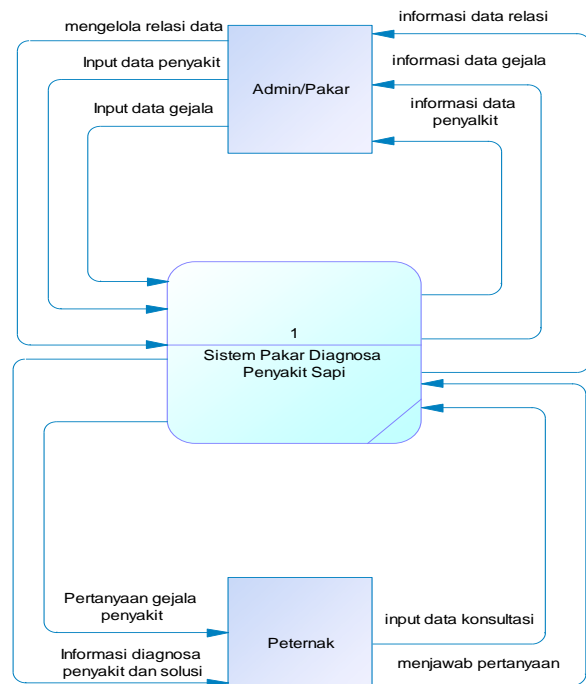 mengelola relasi data
Input data penyakit
Input data gejala
Admin/Pakar
informasi data relasi
informasi data gejala
informasi data
penyalkit
1
Sistem Pakar Diagnosa
Penyakit Sapi
Pertanyaan gejala
penyakit
Informasi diagnosa
penyakit dan solusi
Peternak
input data konsultasi
menjawab pertanyaan